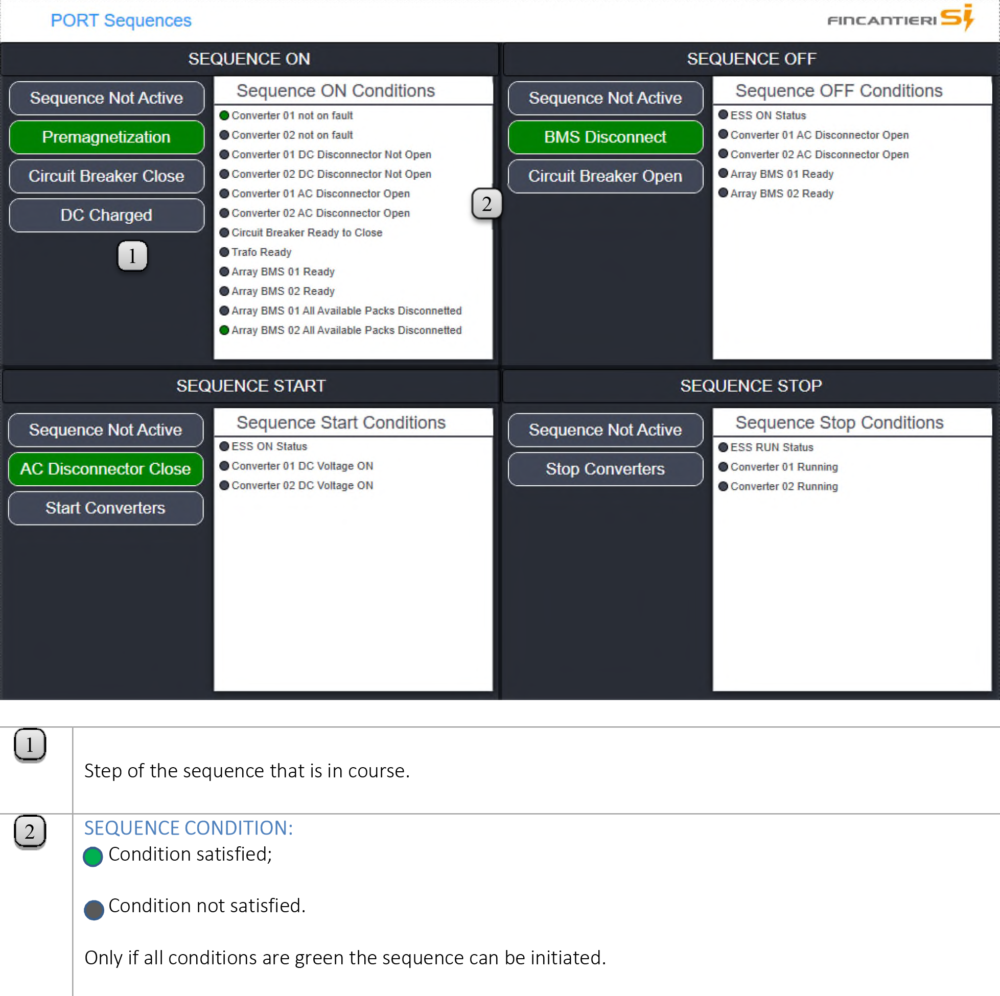 PORT Sequences
FINCANTIERI Si
SEQUENCE ON
Sequence Not Active
Premagnetization
Circuit Breaker Close
DC Charged
1
Sequence ON Conditions
Converter 01 not on fault
Converter 02 not on fault
Converter 01 DC Disconnector Not Open
Converter 02 DC Disconnector Not Open
Converter 01 AC Disconnector Open
Converter 02 AC Disconnector Open
Circuit Breaker Ready to Close
Trafo Ready
Array BMS 01 Ready
Array BMS 02 Ready
Array BMS 01 All Available Packs Disconnetted
Array BMS 02 All Available Packs Disconnetted
2
SEQUENCE OFF
Sequence Not Active
BMS Disconnect
Circuit Breaker Open
Sequence OFF Conditions
ESS ON Status
Converter 01 AC Disconnector Open
Converter 02 AC Disconnector Open
Array BMS 01 Ready
Array BMS 02 Ready
SEQUENCE START
Sequence Not Active
AC Disconnector Close
Start Converters
Sequence Start Conditions
ESS ON Status
Converter 01 DC Voltage ON
Converter 02 DC Voltage ON
SEQUENCE STOP
Sequence Not Active
Stop Converters
Sequence Stop Conditions
ESS RUN Status
Converter 01 Running
Converter 02 Running
1
Step of the sequence that is in course.
2
SEQUENCE CONDITION:
Condition satisfied;
Condition not satisfied.
Only if all conditions are green the sequence can be initiated.